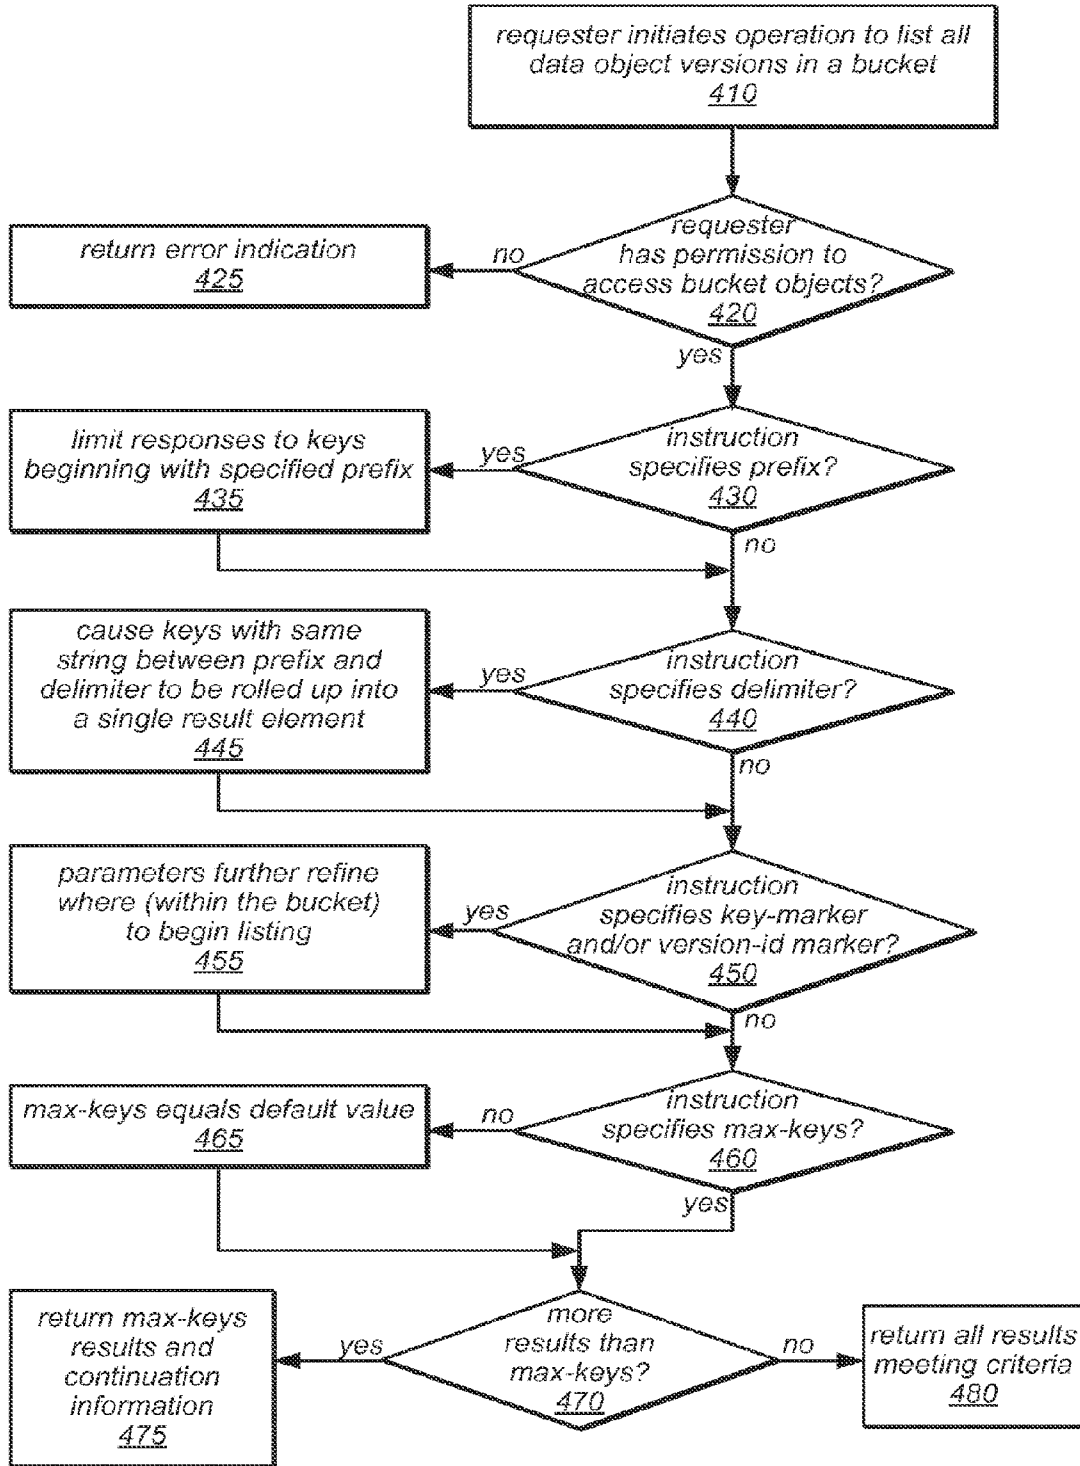 requester initiates operation to list all
data object versions in a bucket
410
requester
has permission to
access bucket objects?
420
no
return error indication
425
yes
instruction
specifies prefix?
430
yes
limit responses to keys
beginning with specified prefix
435
no
instruction
specifies delimiter?
440
yes
cause keys with same
string between prefix and
delimiter to be rolled up into
a single result element
445
no
instruction
specifies key-marker
and/or version-id marker?
450
yes
parameters further refine
where (within the bucket)
to begin listing
455
no
instruction
specifies max-keys?
460
no
max-keys equals default value
465
yes
more
results than
max-keys?
470
yes
return max-keys
results and
continuation
information
475
no
return all results
meeting criteria
480